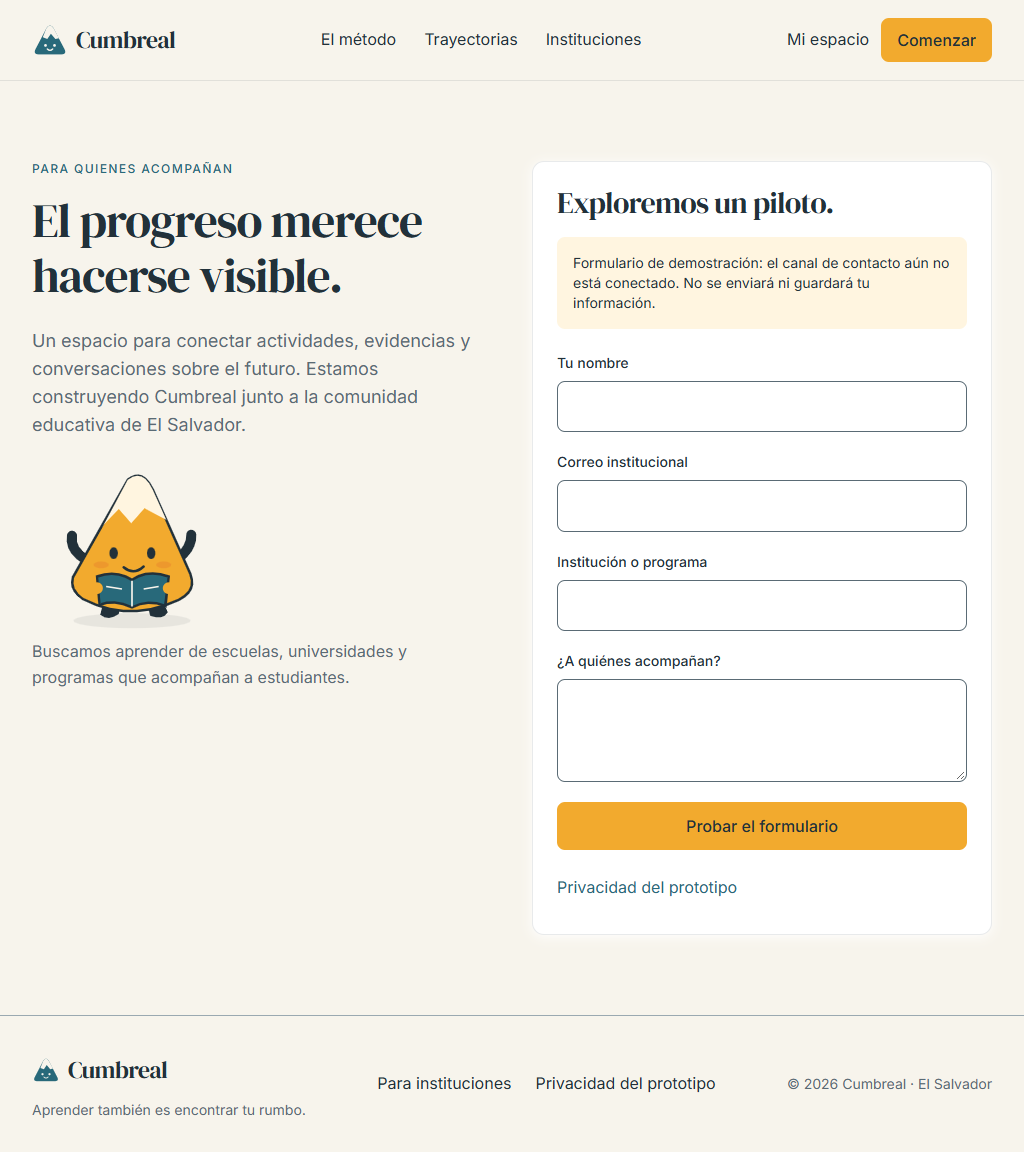 Cumbreal
El método
Trayectorias
Instituciones
Mi espacio
Comenzar
PARA QUIENES ACOMPAÑAN
El progreso merece
hacerse visible.
Un espacio para conectar actividades, evidencias y
conversaciones sobre el futuro. Estamos
construyendo Cumbreal junto a la comunidad
educativa de El Salvador.
Buscamos aprender de escuelas, universidades y
programas que acompañan a estudiantes.
Exploremos un piloto.
Formulario de demostración: el canal de contacto aún no
está conectado. No se enviará ni guardará tu
información.
Tu nombre
Correo institucional
Institución o programa
¿A quiénes acompañan?
Probar el formulario
Privacidad del prototipo
Cumbreal
Aprender también es encontrar tu rumbo.
Para instituciones
Privacidad del prototipo
© 2026 Cumbreal · El Salvador